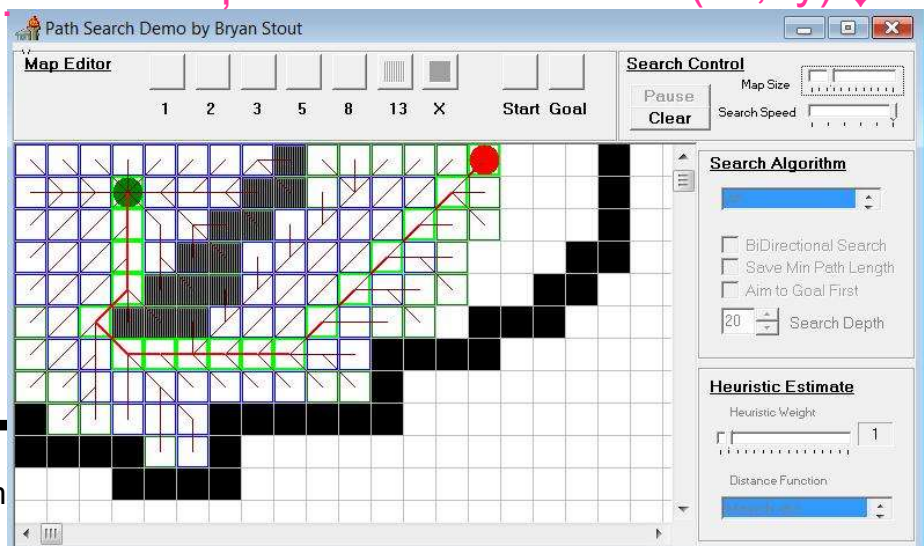 Path Search Demo by Bryan Stout
Map Editor
1 2 3 5 8 13 X Start Goal
Search Control
Map Size
Pause
Clear
Search Speed
Search Algorithm
BiDirectional Search
Save Min Path Length
Aim to Goal First
20 Search Depth
Heuristic Estimate
Heuristic Weight
1
Distance Function